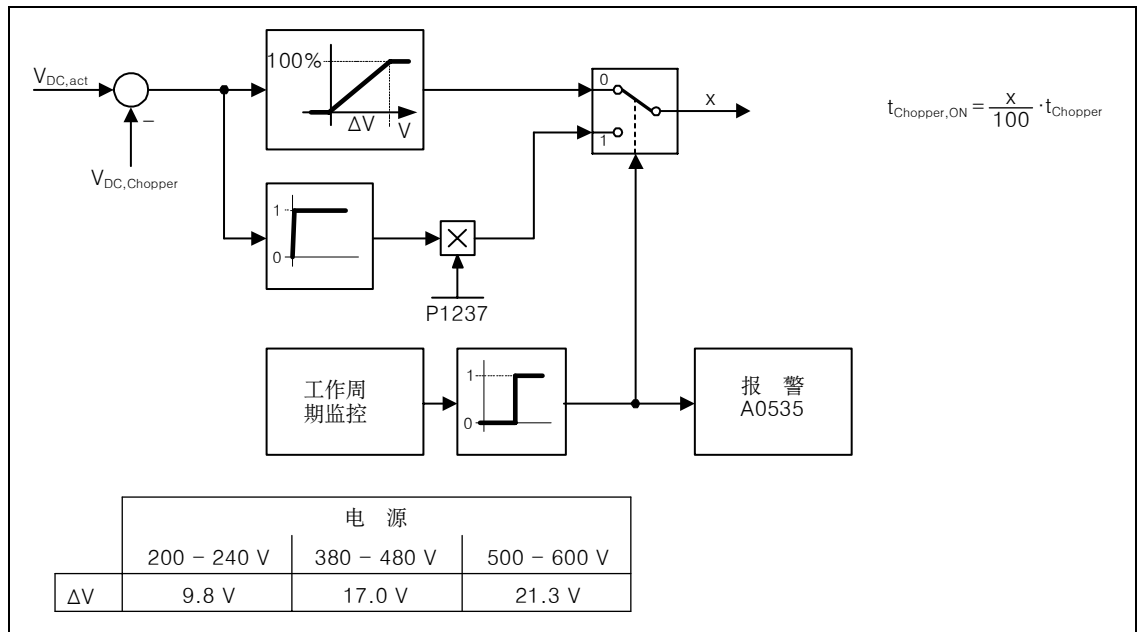 V_DC,act
−
V_DC,Chopper
100%
ΔV
V
1
0
P1237
0
1
x
t_Chopper,ON = x/100 · t_Chopper
工作周
期监控
1
0
报 警
A0535
电 源
200 − 240 V 380 − 480 V 500 − 600 V
ΔV 9.8 V 17.0 V 21.3 V